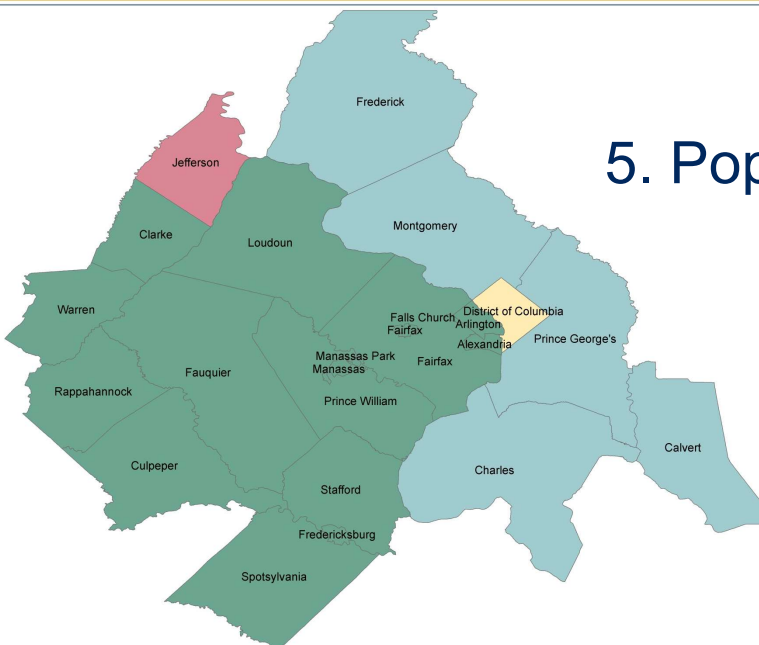 Frederick
5. Pop
Jefferson
Montgomery
Clarke
Loudoun
Warren
Falls Church
District of Columbia
Fairfax
Arlington
Alexandria
Prince George's
Manassas Park
Manassas
Fairfax
Fauquier
Rappahannock
Prince William
Calvert
Culpeper
Charles
Stafford
Fredericksburg
Spotsylvania